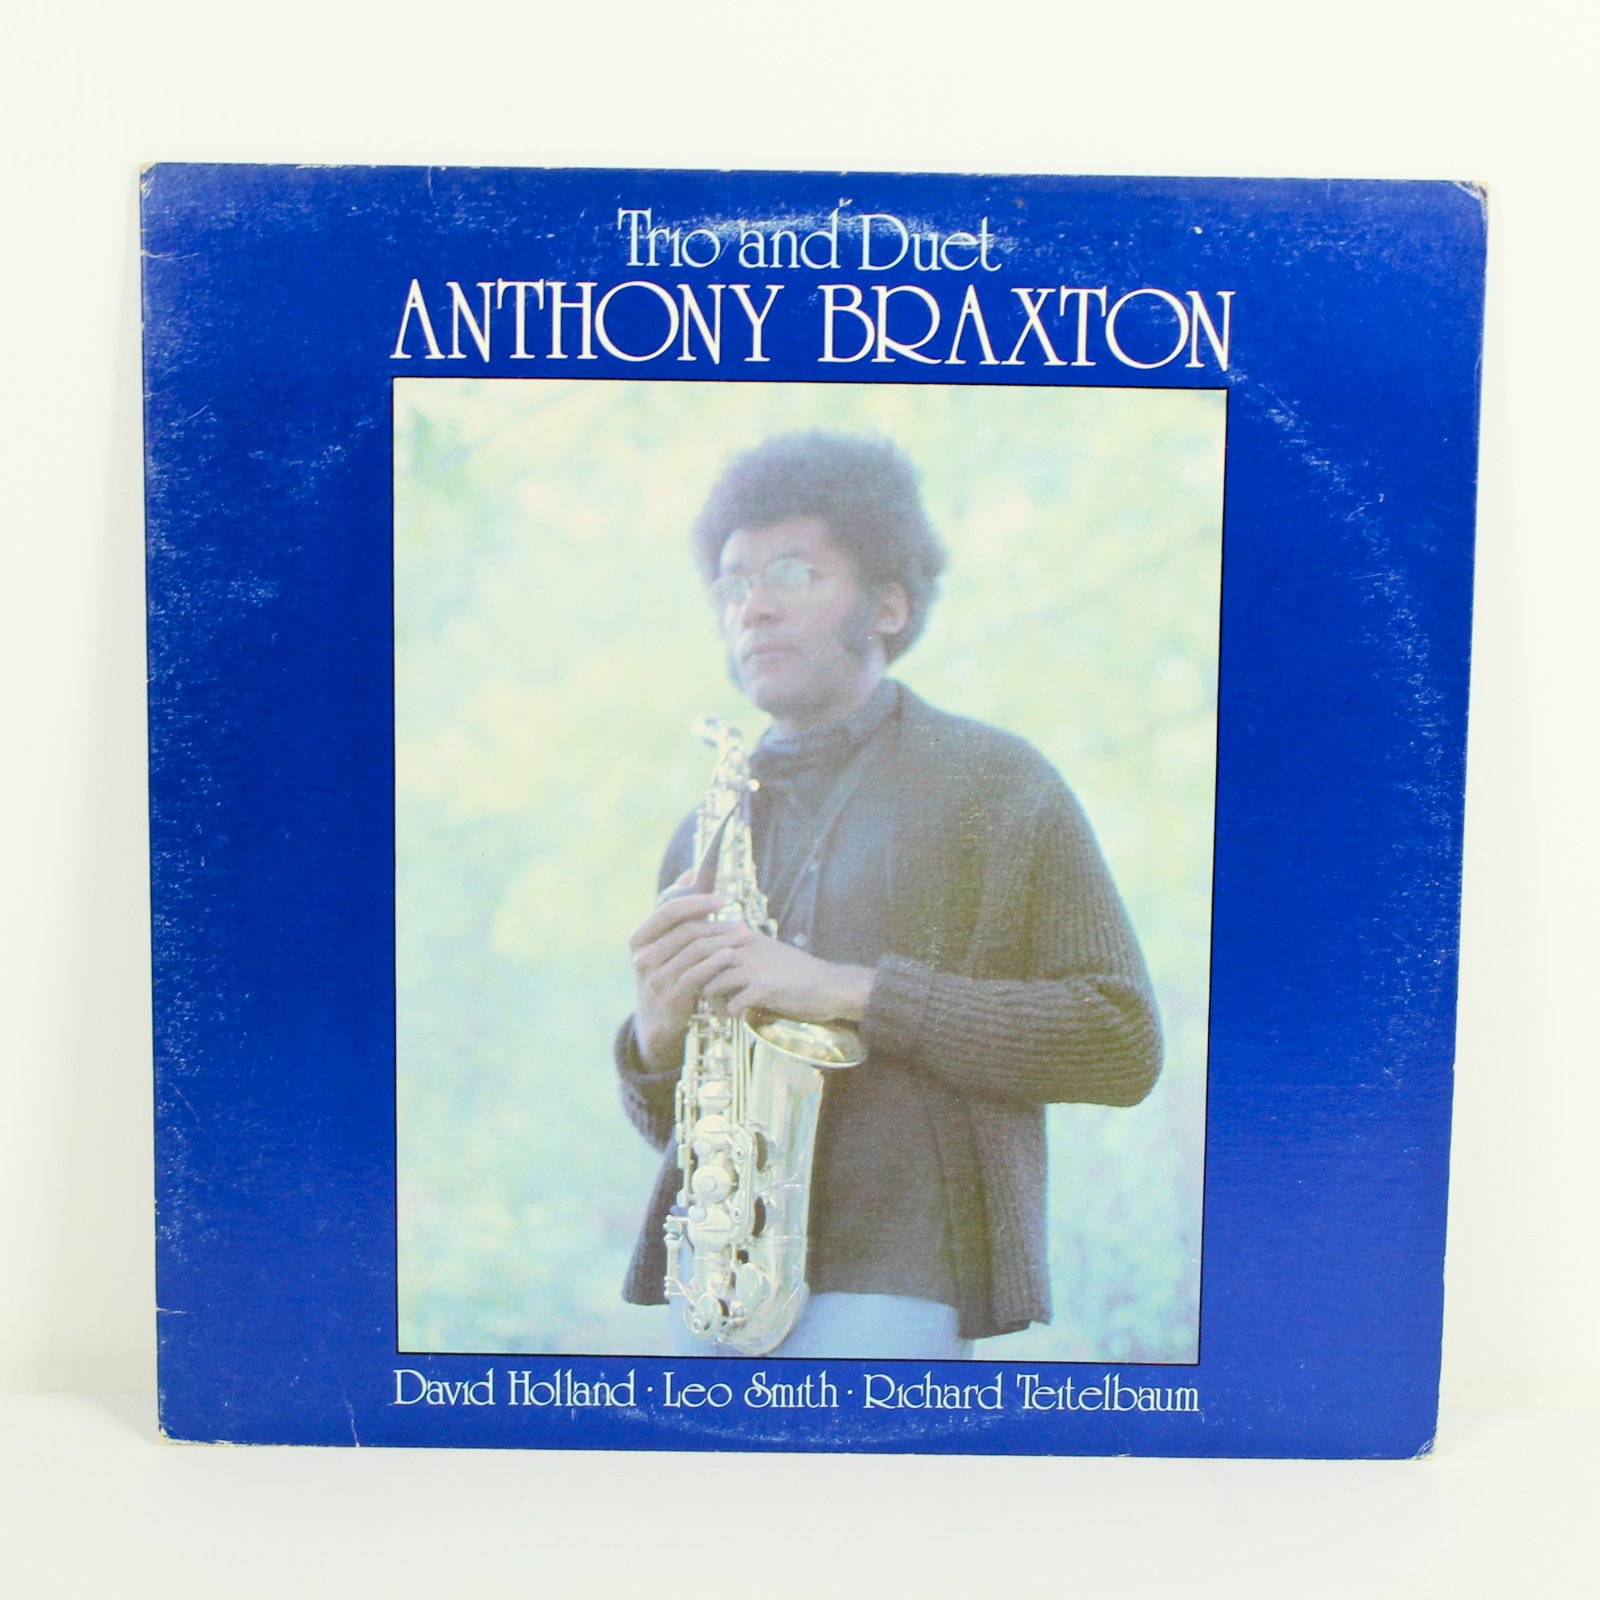 Trio and Duet
ANTHONY BRAXTON
David Holland · Leo Smith · Richard Teitelbaum